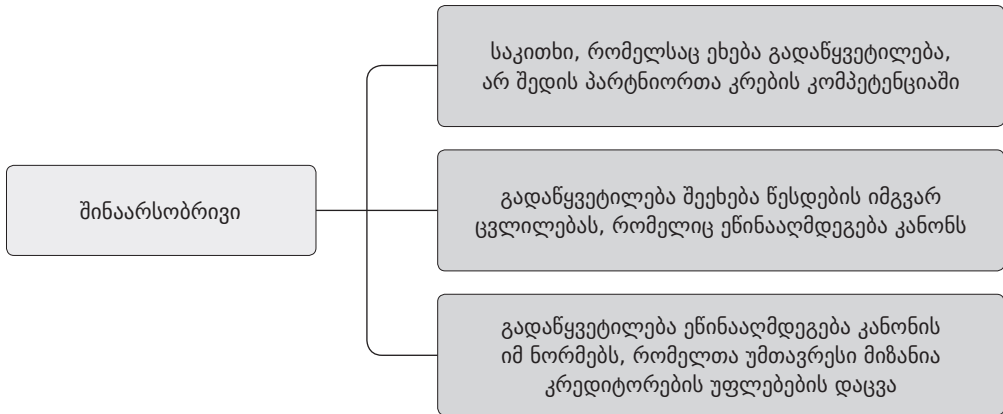 შინაარსობრივი
საკითხი, რომელსაც ეხება გადაწყვეტილება,
არ შედის პარტნიორთა კრების კომპეტენციაში
გადაწყვეტილება შეეხება წესდების იმგვარ
ცვლილებას, რომელიც ეწინააღმდეგება კანონს
გადაწყვეტილება ეწინააღმდეგება კანონის
იმ ნორმებს, რომელთა უმთავრესი მიზანია
კრედიტორების უფლებების დაცვა